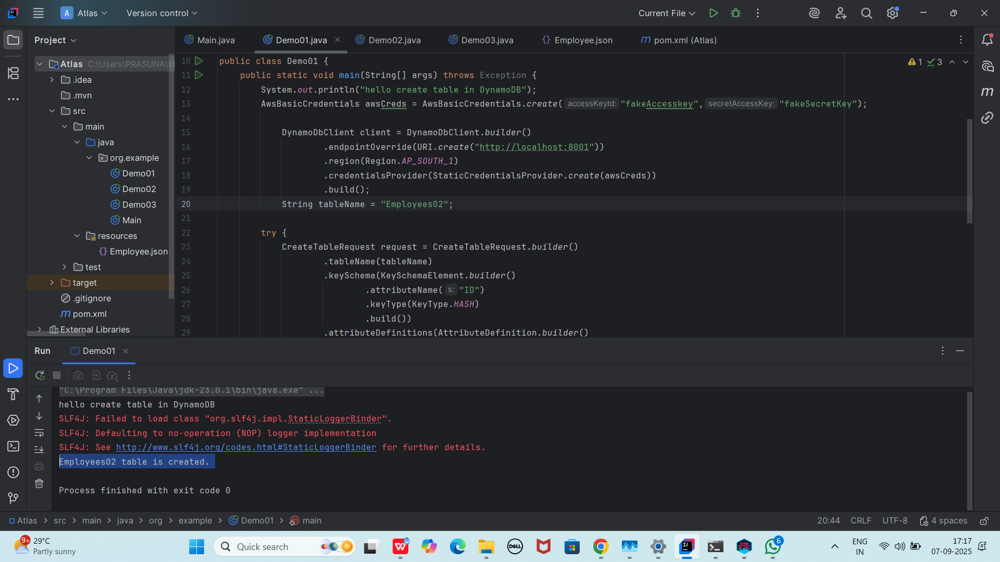 A Atlas
Version control
Current File
Project
Main.java
Demo01.java
Demo02.java
Demo03.java
{} Employee.json
m pom.xml (Atlas)
Atlas C:\Users\PRASUNA\Id
.idea
.mvn
src
main
java
org.example
Demo01
Demo02
Demo03
Main
resources
{} Employee.json
test
target
.gitignore
m pom.xml
External Libraries
1 3
10 public class Demo01 {
11 public static void main(String[] args) throws Exception {
12 System.out.println("hello create table in DynamoDB");
13 AwsBasicCredentials awsCreds = AwsBasicCredentials.create( accessKeyId: "fakeAccesskey", secretAccessKey: "fakeSecretKey");
14
15 DynamoDbClient client = DynamoDbClient.builder()
16 .endpointOverride(URI.create("http://localhost:8001"))
17 .region(Region.AP_SOUTH_1)
18 .credentialsProvider(StaticCredentialsProvider.create(awsCreds))
19 .build();
20 String tableName = "Employees02";
21
22 try {
23 CreateTableRequest request = CreateTableRequest.builder()
24 .tableName(tableName)
25 .keySchema(KeySchemaElement.builder()
26 .attributeName( s: "ID")
27 .keyType(KeyType.HASH)
28 .build())
29 .attributeDefinitions(AttributeDefinition.builder()
Run
Demo01
"C:\Program Files\Java\jdk-23.0.1\bin\java.exe" ...
hello create table in DynamoDB
SLF4J: Failed to load class "org.slf4j.impl.StaticLoggerBinder".
SLF4J: Defaulting to no-operation (NOP) logger implementation
SLF4J: See http://www.slf4j.org/codes.html#StaticLoggerBinder for further details.
Employees02 table is created.
Process finished with exit code 0
Atlas > src > main > java > org > example > Demo01 > m main
20:44 CRLF UTF-8 4 spaces
9+ 29°C
Partly sunny
Quick search
DELL
6
ENG
IN
17:17
07-09-2025